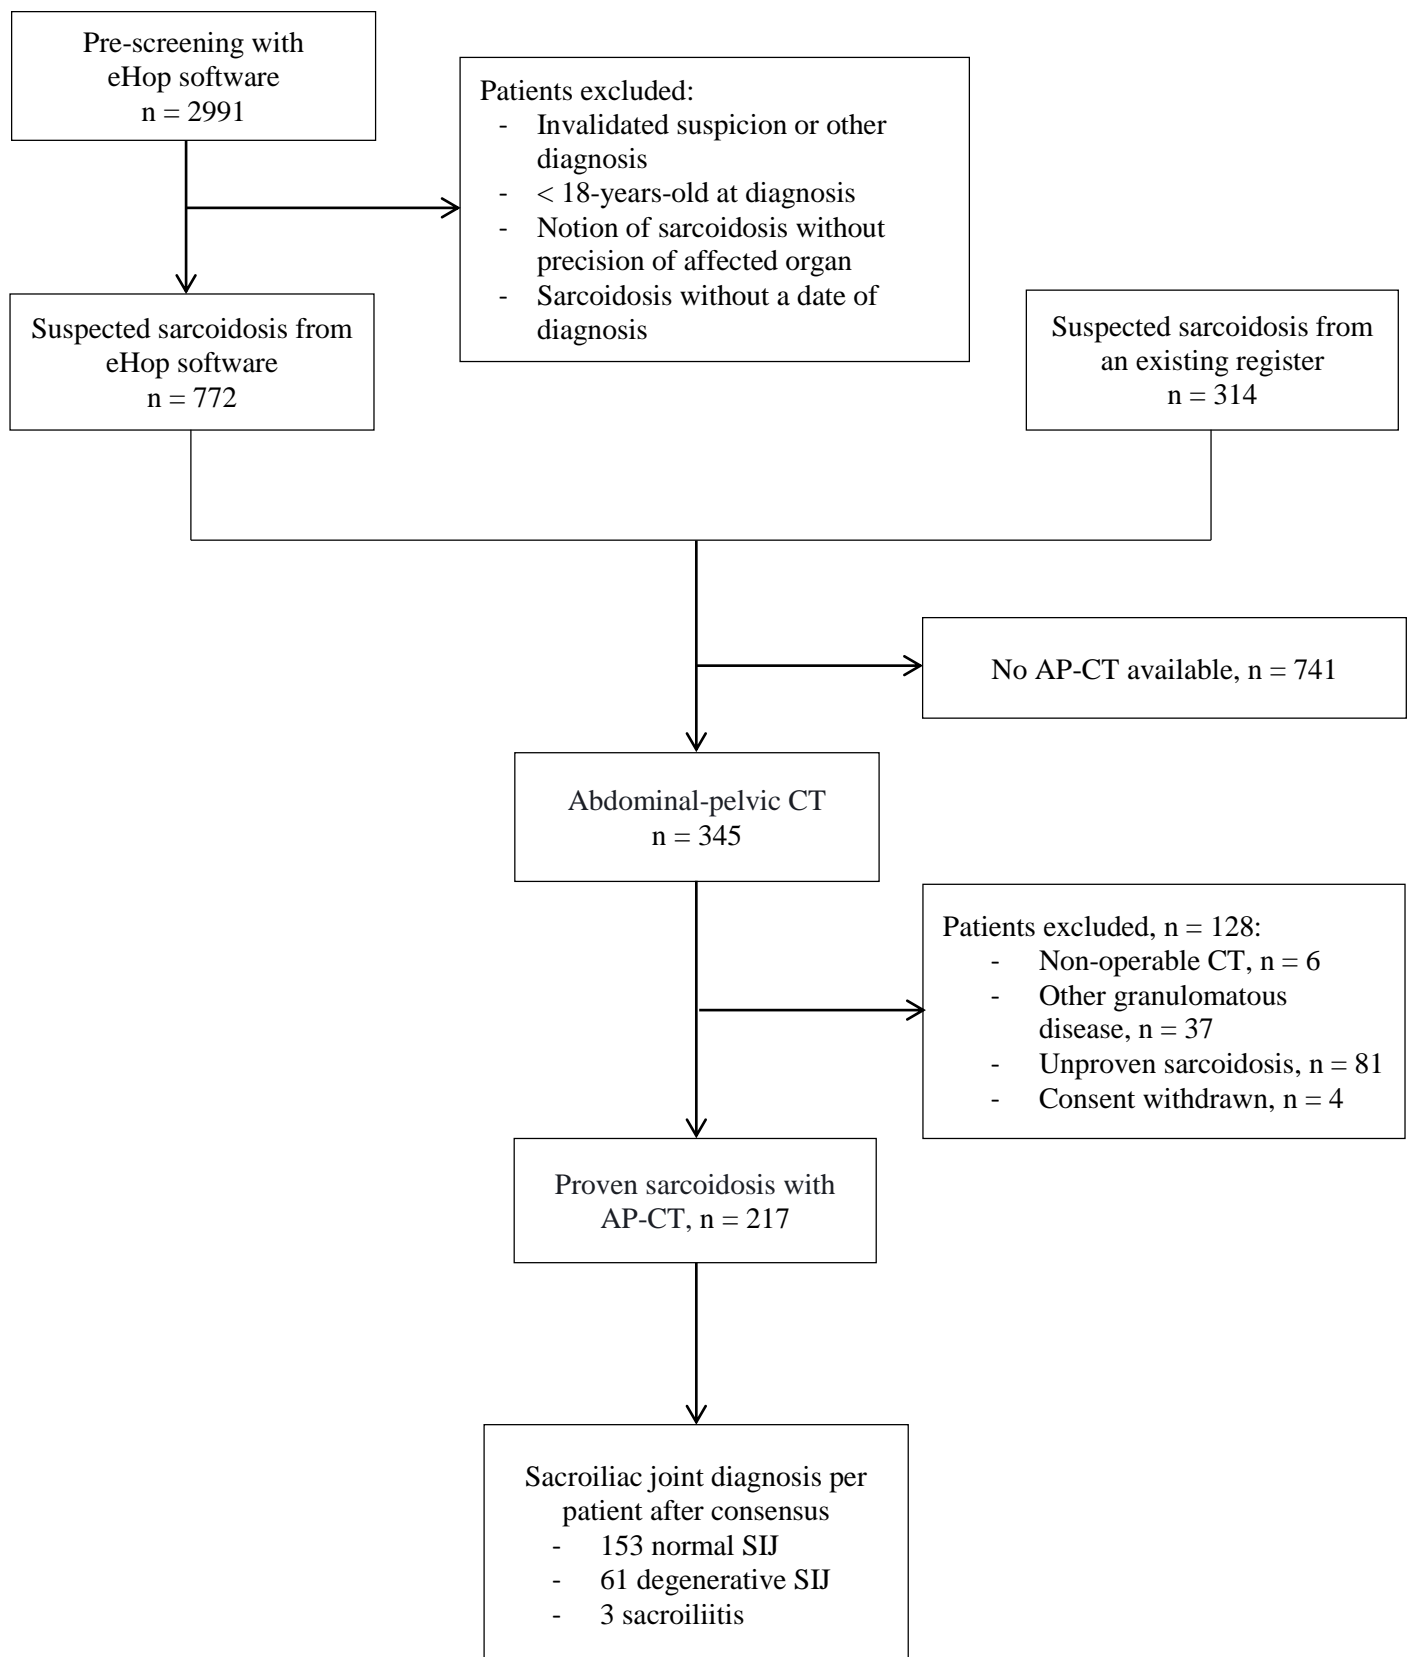 Pre-screening with
eHop software
n = 2991
Patients excluded:
- Invalidated suspicion or other
diagnosis
- < 18-years-old at diagnosis
- Notion of sarcoidosis without
precision of affected organ
- Sarcoidosis without a date of
diagnosis
Suspected sarcoidosis from
eHop software
n = 772
Suspected sarcoidosis from
an existing register
n = 314
No AP-CT available, n = 741
Abdominal-pelvic CT
n = 345
Patients excluded, n = 128:
- Non-operable CT, n = 6
- Other granulomatous
disease, n = 37
- Unproven sarcoidosis, n = 81
- Consent withdrawn, n = 4
Proven sarcoidosis with
AP-CT, n = 217
Sacroiliac joint diagnosis per
patient after consensus
- 153 normal SIJ
- 61 degenerative SIJ
- 3 sacroiliitis